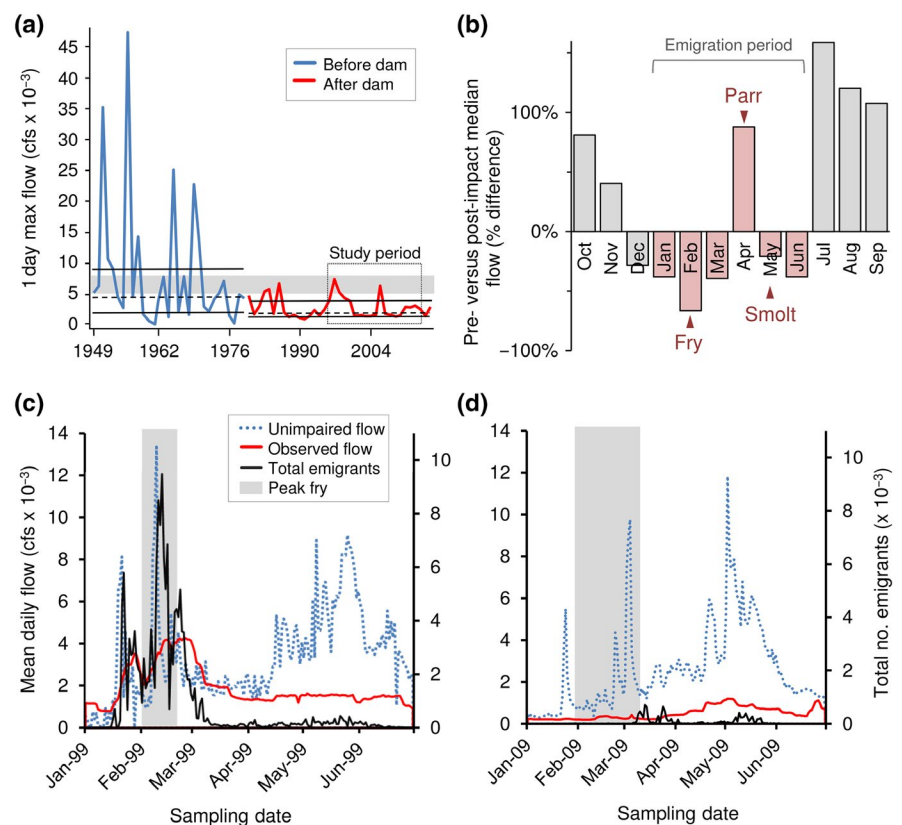 (a)
1 day max flow (cfs x 10⁻³)
45
40
35
30
25
20
15
10
5
0
1949
1962
1976
1990
2004
Before dam
After dam
Study period
(b)
Pre- versus post-impact median
flow (% difference)
100%
0%
−100%
Emigration period
Parr
Oct
Nov
Dec
Jan
Feb
Mar
Apr
May
Jun
Jul
Aug
Sep
Fry
Smolt
(c)
Mean daily flow (cfs x 10⁻³)
14
12
10
8
6
4
2
0
Unimpaired flow
Observed flow
Total emigrants
Peak fry
10
8
6
4
2
0
Jan-99
Feb-99
Mar-99
Apr-99
May-99
Jun-99
Sampling date
(d)
14
12
10
8
6
4
2
0
10
8
6
4
2
0
Total no. emigrants (x 10⁻³)
Jan-09
Feb-09
Mar-09
Apr-09
May-09
Jun-09
Sampling date